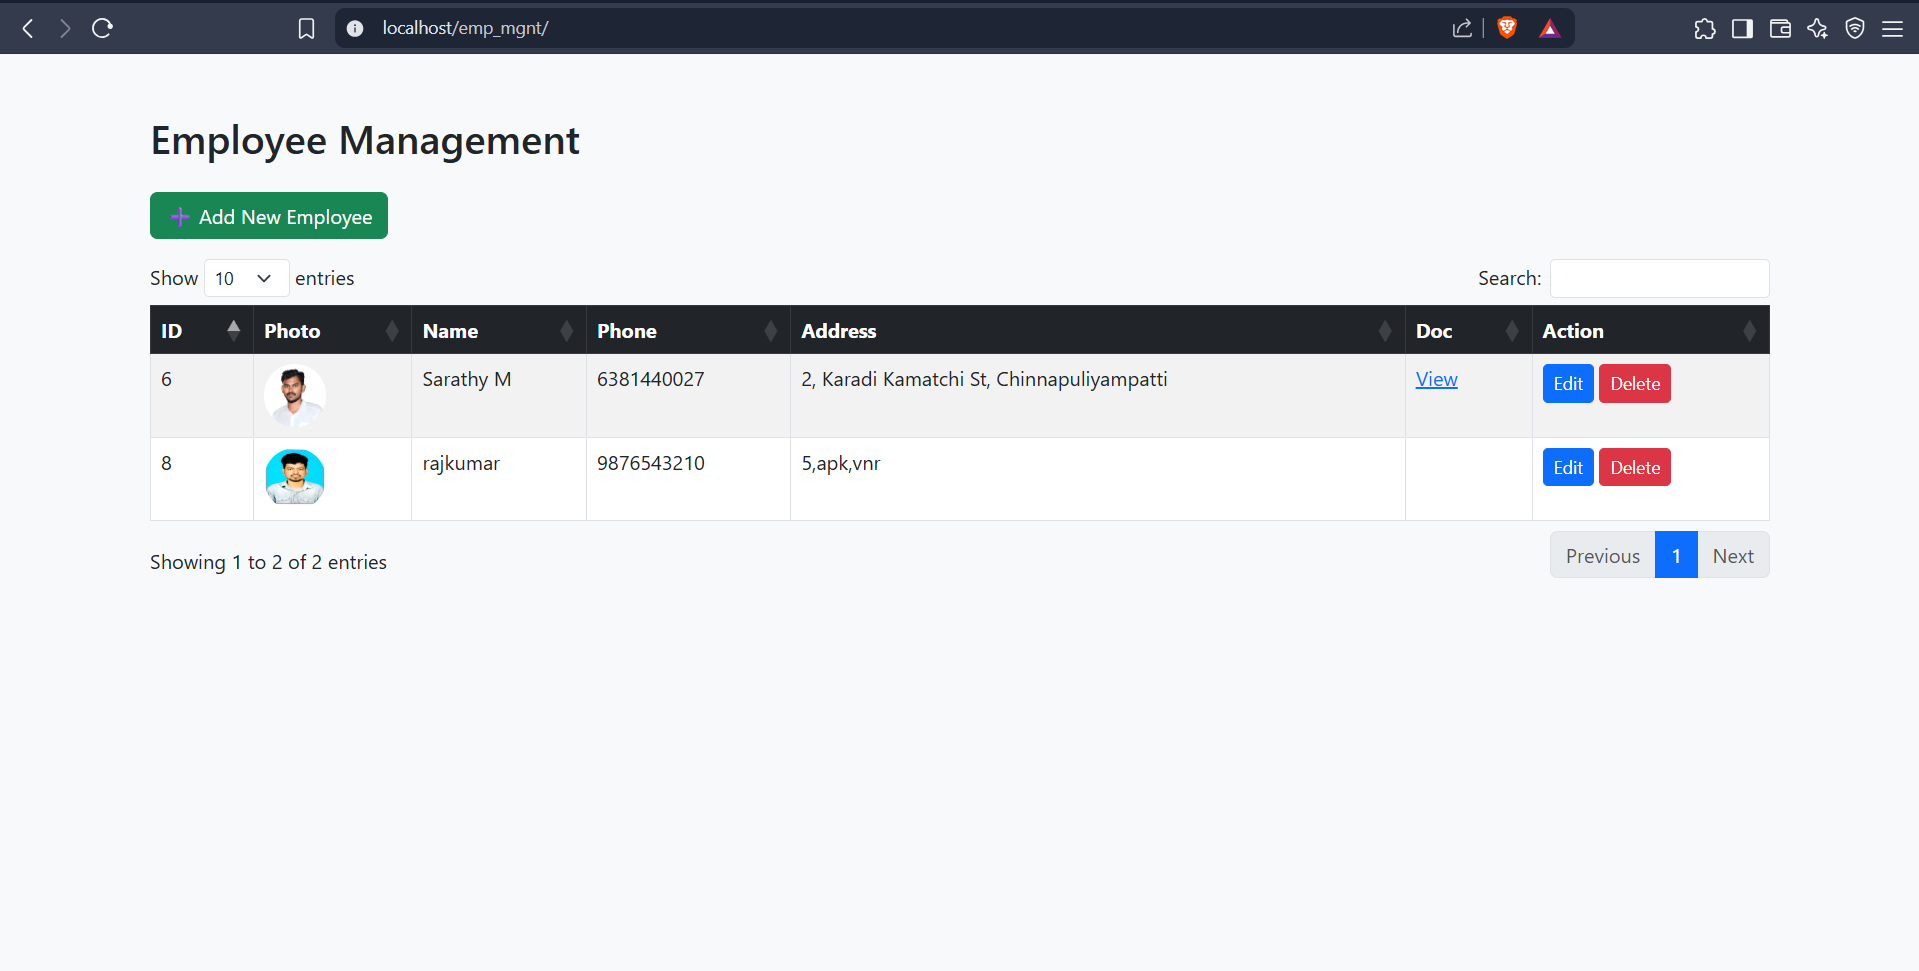 localhost/emp_mgnt/
Employee Management
➕ Add New Employee
Show 10 entries Search:
ID Photo Name Phone Address Doc Action
6 Sarathy M 6381440027 2, Karadi Kamatchi St, Chinnapuliyampatti View Edit Delete
8 rajkumar 9876543210 5,apk,vnr Edit Delete
Showing 1 to 2 of 2 entries Previous 1 Next